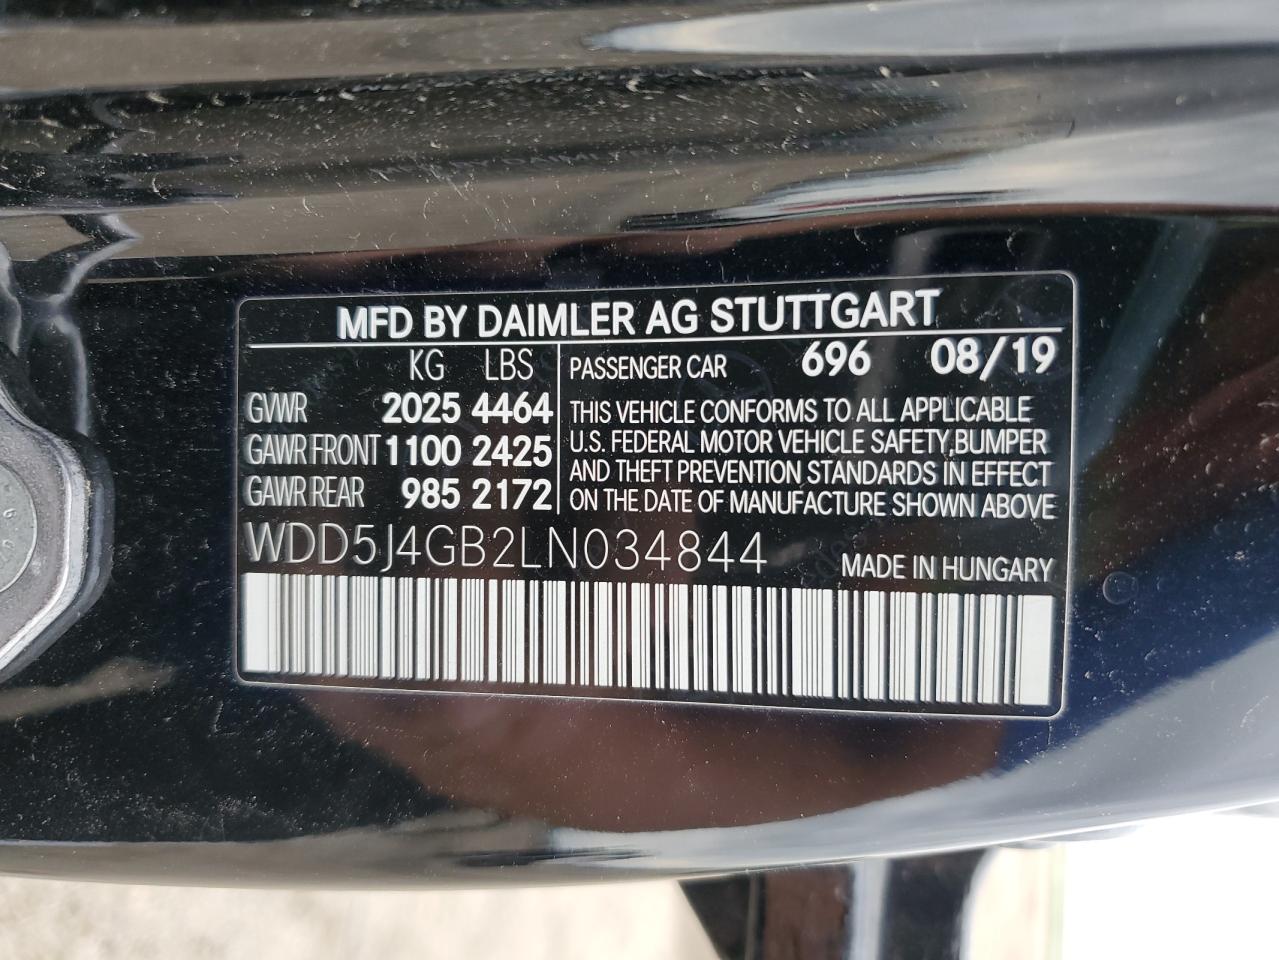 MFD BY DAIMLER AG STUTTGART
KG LBS
GVWR 2025 4464
GAWR FRONT 1100 2425
GAWR REAR 985 2172
PASSENGER CAR 696 08/19
THIS VEHICLE CONFORMS TO ALL APPLICABLE
U.S. FEDERAL MOTOR VEHICLE SAFETY, BUMPER
AND THEFT PREVENTION STANDARDS IN EFFECT
ON THE DATE OF MANUFACTURE SHOWN ABOVE
WDD5J4GB2LN034844
MADE IN HUNGARY